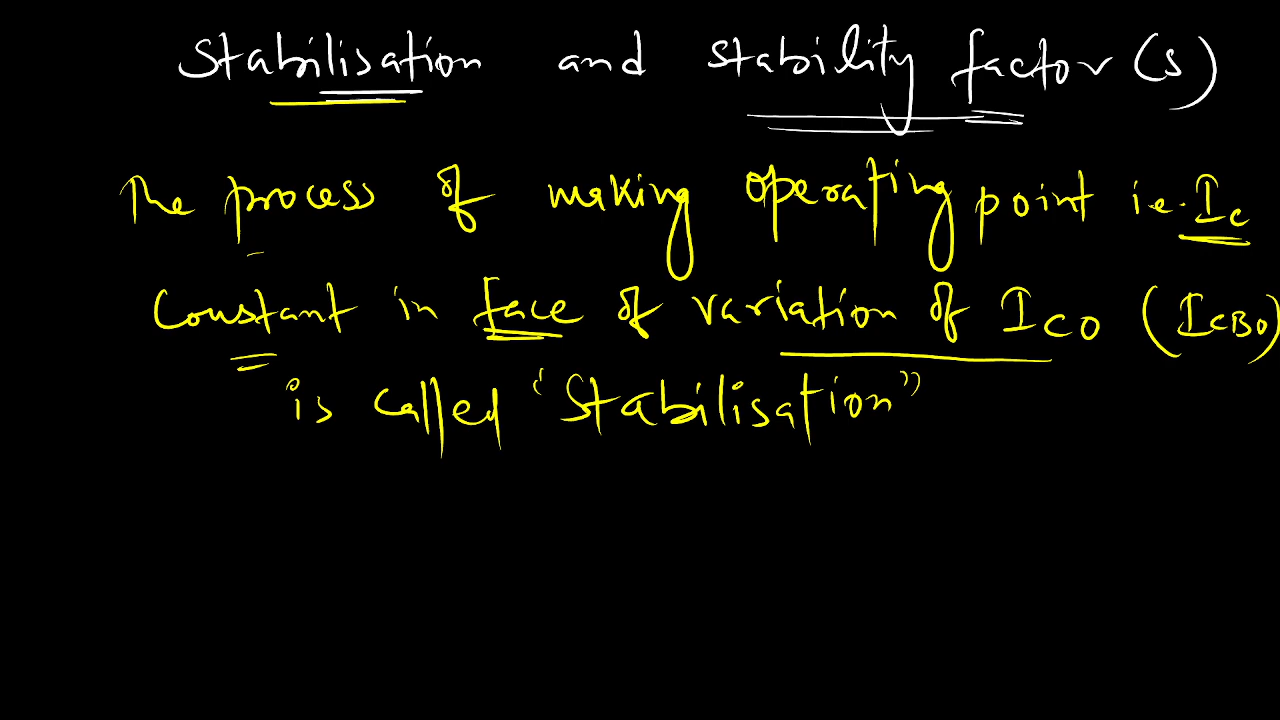 Stabilisation and stability factor (s)
The process of making operating point i.e. Ic
Constant in face of variation of ICO (ICBO)
is called "Stabilisation"